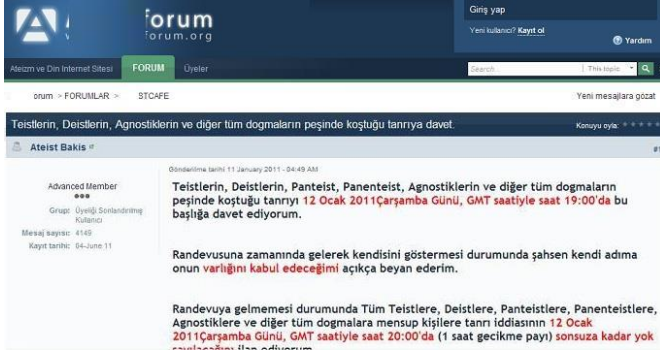 Giriş yap
forum
Yeni kullanıcı? Kayıt ol
forum.org
Yardım
Ateizm ve Din İnternet Sitesi FORUM Üyeler Search... This topic
orum > FORUMLAR > STCAFE Yeni mesajlara gözat
Teistlerin, Deistlerin, Agnostiklerin ve diğer tüm dogmaların peşinde koştuğu tanrıya davet. Konuyu oyla:
Ateist Bakis
Gönderilme tarihi 11 January 2011 - 04:49 AM
Advanced Member
Grup: Üyeliği Sonlandırılmış
Kullanıcı
Mesaj sayısı: 4149
Kayıt tarihi: 04-June 11
Teistlerin, Deistlerin, Panteist, Panenteist, Agnostiklerin ve diğer tüm dogmaların
peşinde koştuğu tanrıyı 12 Ocak 2011Çarşamba Günü, GMT saatiyle saat 19:00'da bu
başlığa davet ediyorum.
Randevusuna zamanında gelerek kendisini göstermesi durumunda şahsen kendi adıma
onun varlığını kabul edeceğimi açıkça beyan ederim.
Randevuya gelmemesi durumunda Tüm Teistlere, Deistlere, Panteistlere, Panenteistlere,
Agnostiklere ve diğer tüm dogmalara mensup kişilere tanrı iddiasının 12 Ocak
2011Çarşamba Günü, GMT saatiyle saat 20:00'da (1 saat gecikme payı) sonsuza kadar yok
sayılacağını ilan ediyorum.